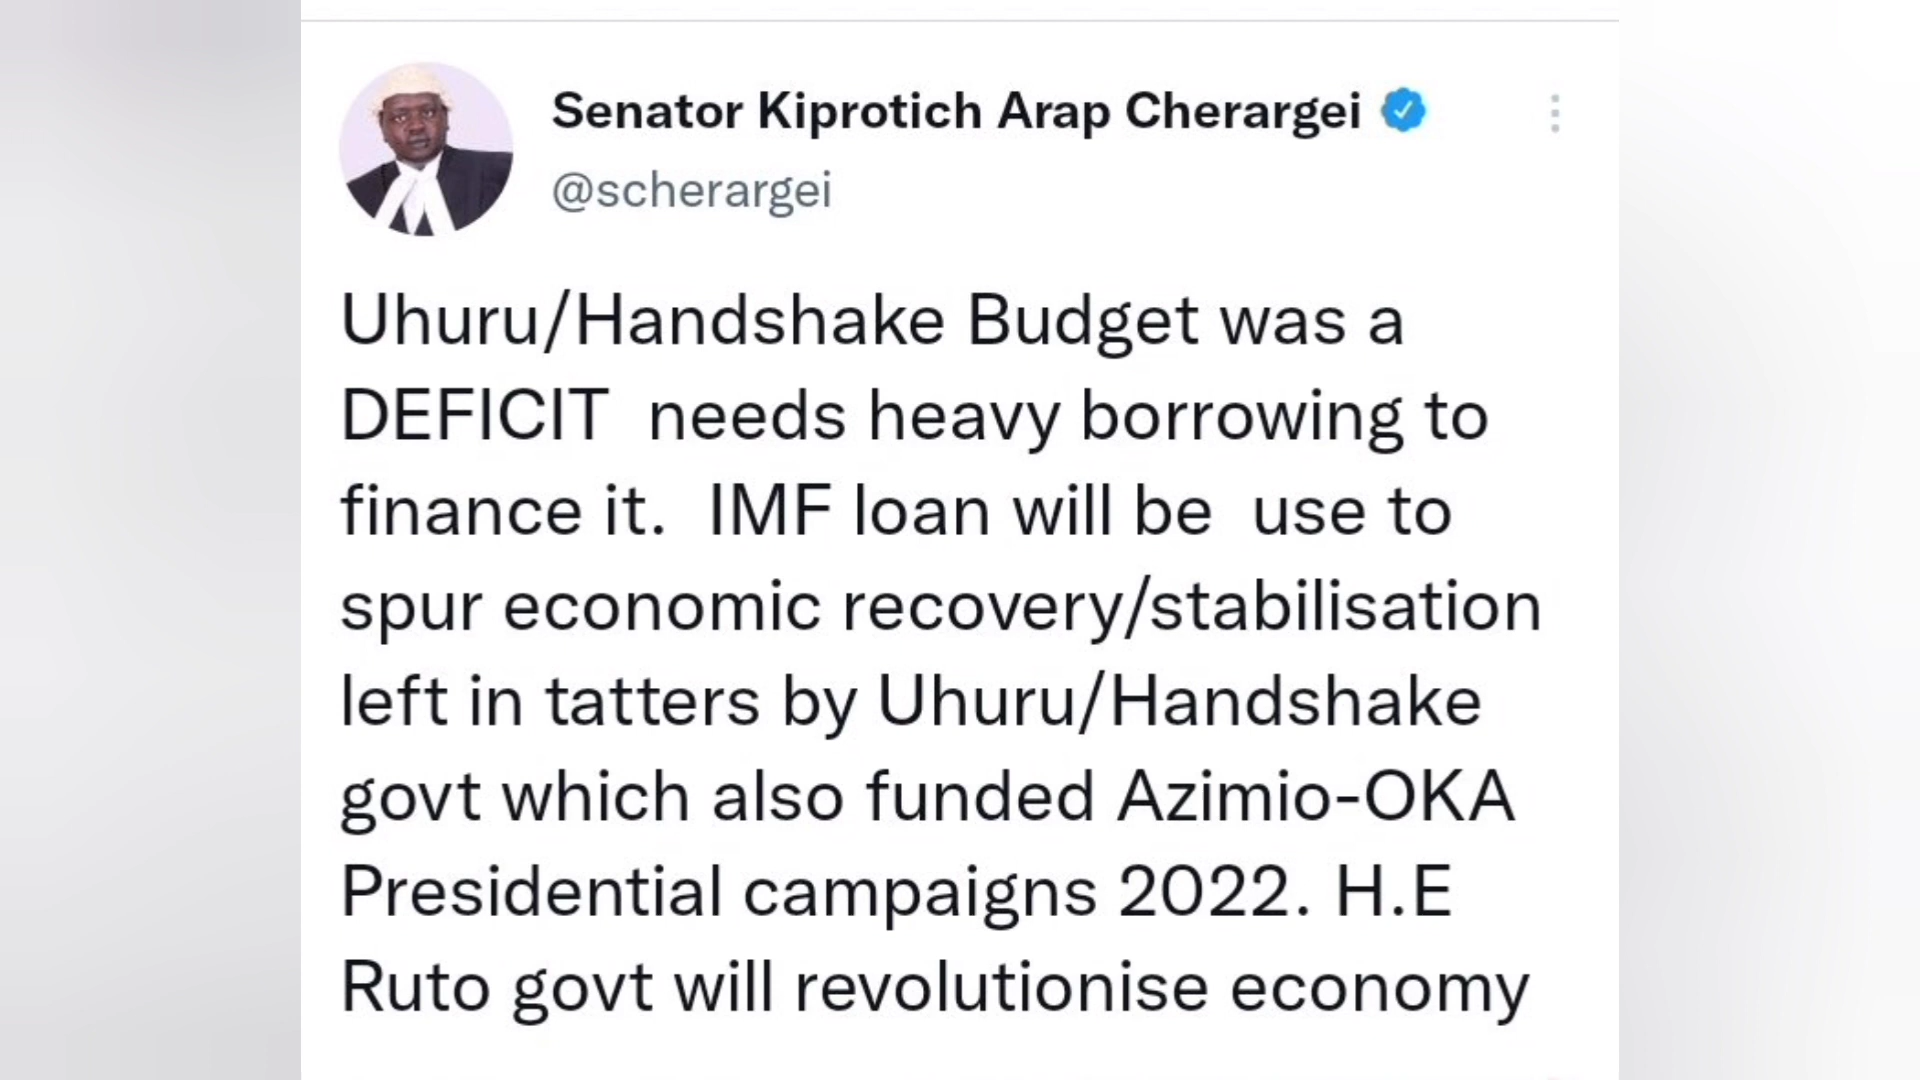 Senator Kiprotich Arap Cherargei
@scherargei
Uhuru/Handshake Budget was a
DEFICIT  needs heavy borrowing to
finance it.  IMF loan will be  use to
spur economic recovery/stabilisation
left in tatters by Uhuru/Handshake
govt which also funded Azimio-OKA
Presidential campaigns 2022. H.E
Ruto govt will revolutionise economy